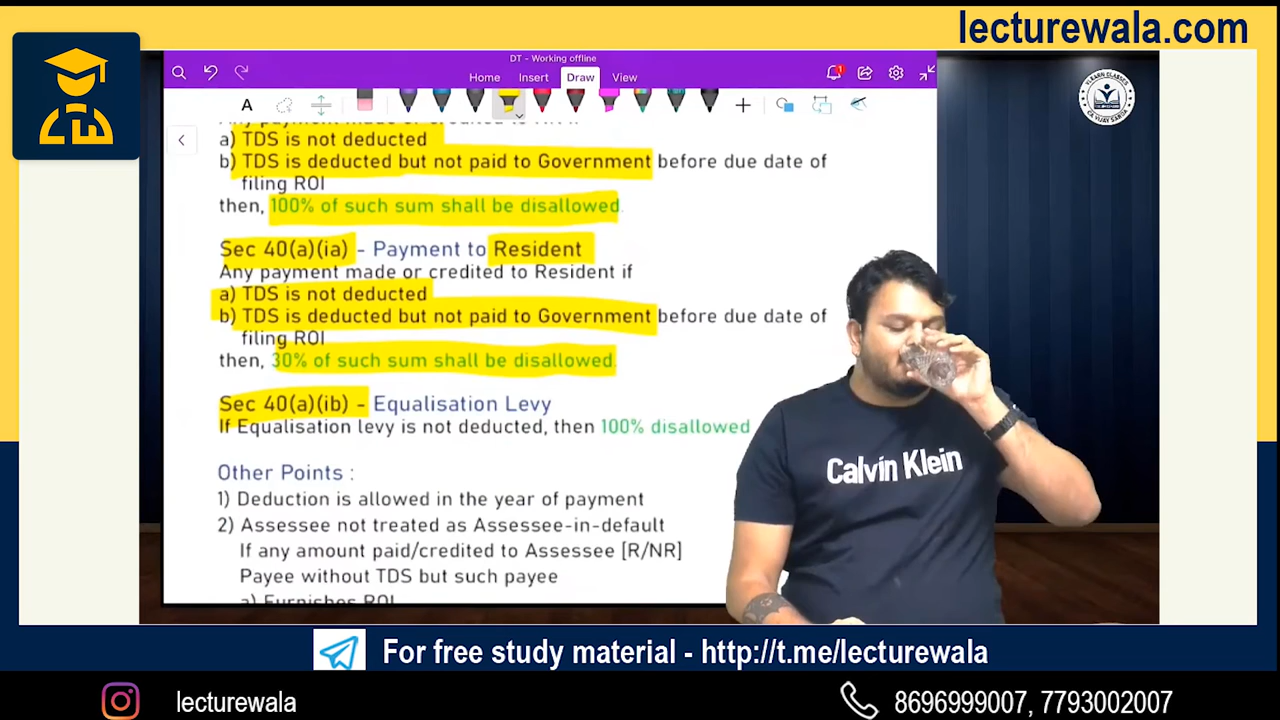 lecturewala.com
DT - Working offline
Home Insert Draw View
a) TDS is not deducted
b) TDS is deducted but not paid to Government before due date of
filing ROI
then, 100% of such sum shall be disallowed.
Sec 40(a)(ia) - Payment to Resident
Any payment made or credited to Resident if
a) TDS is not deducted
b) TDS is deducted but not paid to Government before due date of
filing ROI
then, 30% of such sum shall be disallowed.
Sec 40(a)(ib) - Equalisation Levy
If Equalisation levy is not deducted, then 100% disallowed
Other Points :
1) Deduction is allowed in the year of payment
2) Assessee not treated as Assessee-in-default
If any amount paid/credited to Assessee [R/NR]
Payee without TDS but such payee
a) Furnishes ROI
Calvin Klein
For free study material - http://t.me/lecturewala
lecturewala
8696999007, 7793002007